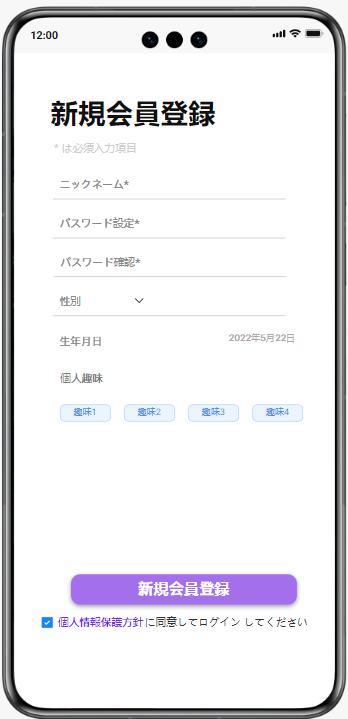 12:00
新規会員登録
* は必須入力項目
ニックネーム*
パスワード設定*
パスワード確認*
性別
生年月日 2022年5月22日
個人趣味
趣味1 趣味2 趣味3 趣味4
新規会員登録
個人情報保護方針に同意してログイン してください